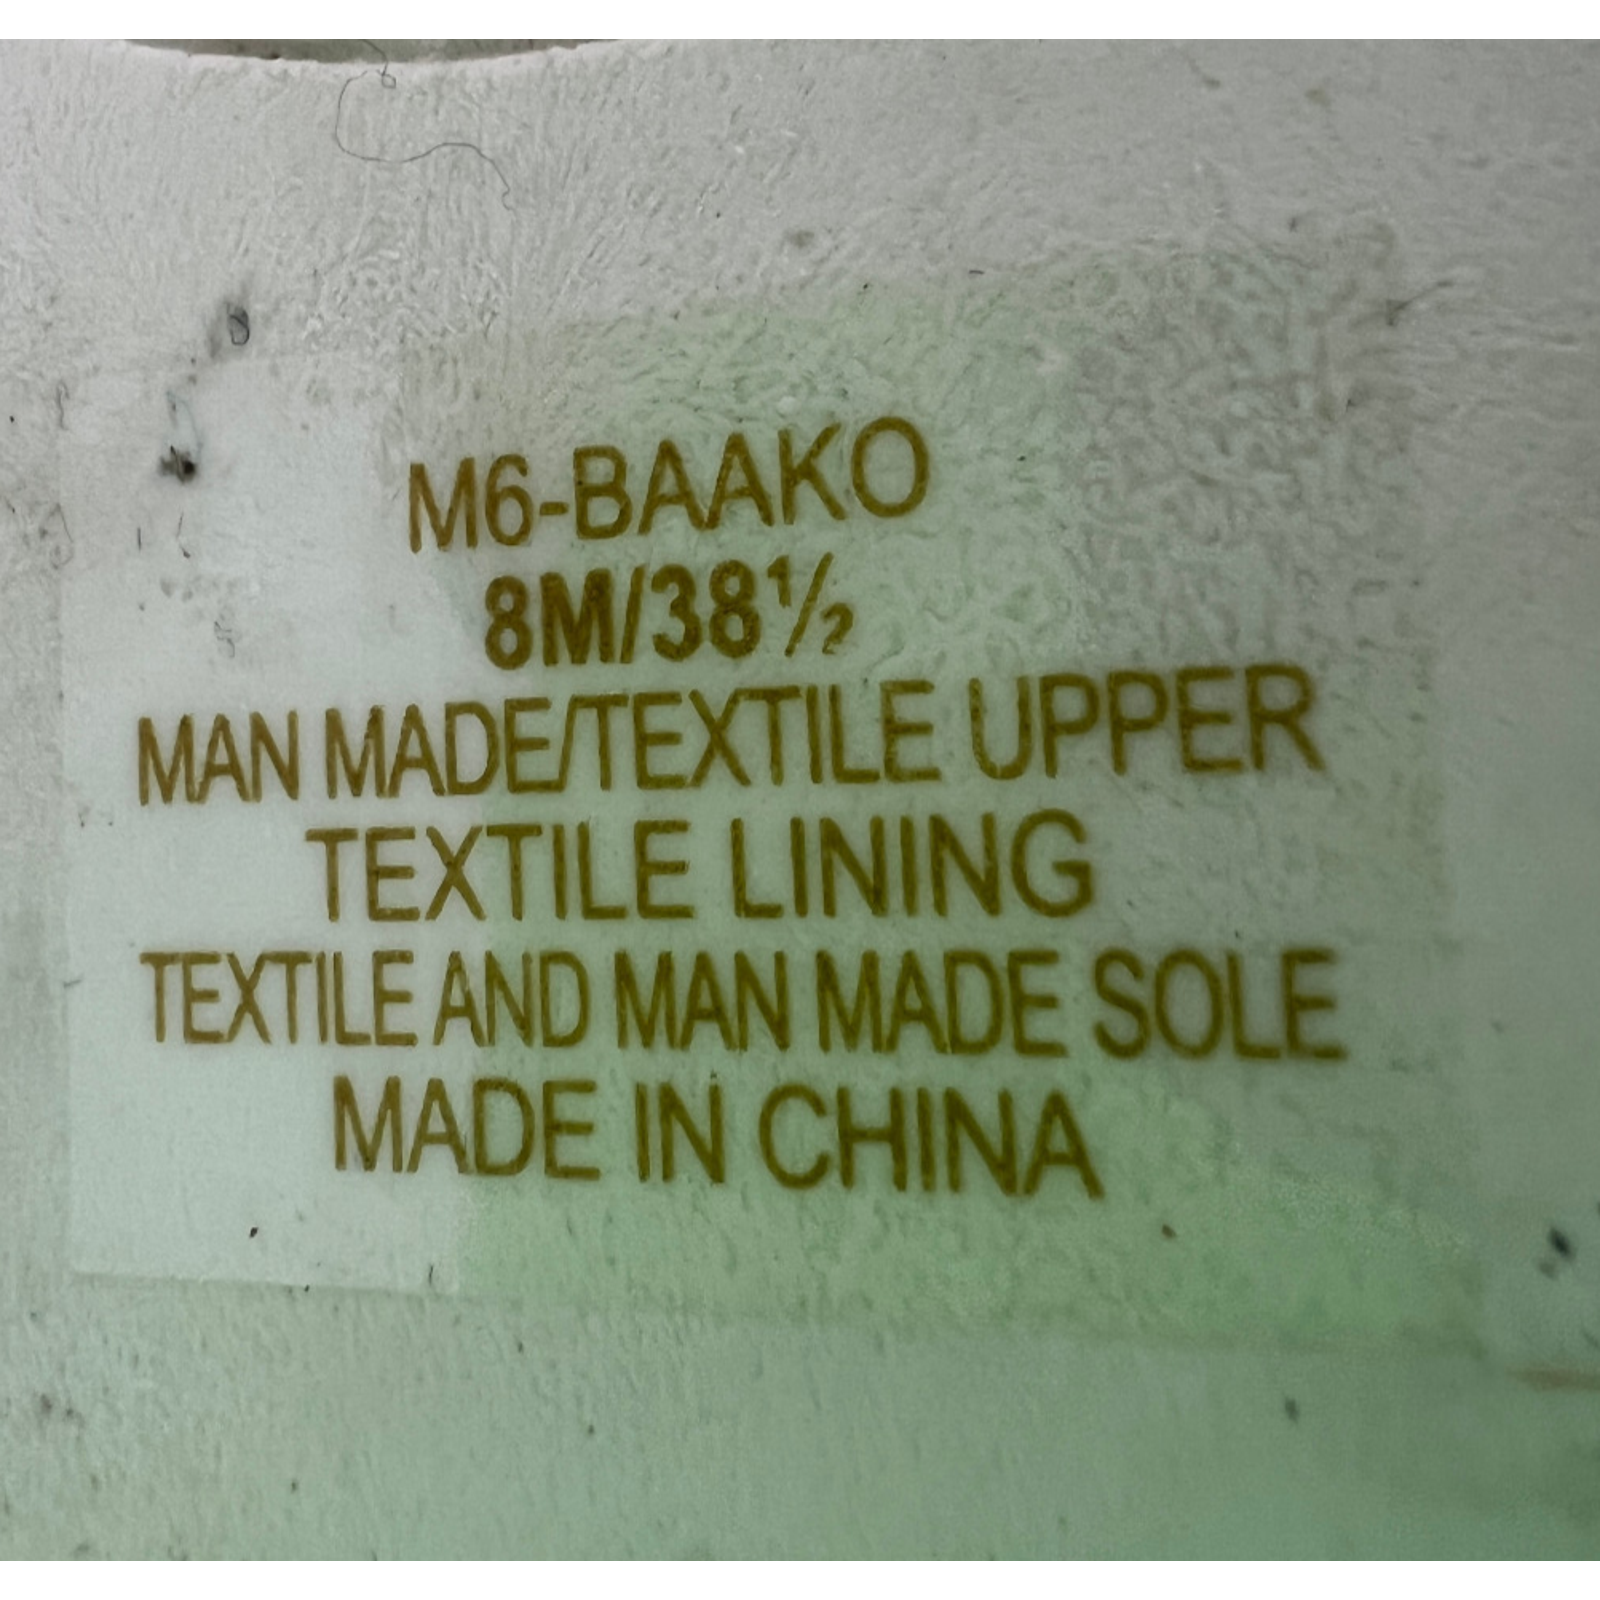 M6-BAAKO
8M/38½
MAN MADE/TEXTILE UPPER
TEXTILE LINING
TEXTILE AND MAN MADE SOLE
MADE IN CHINA